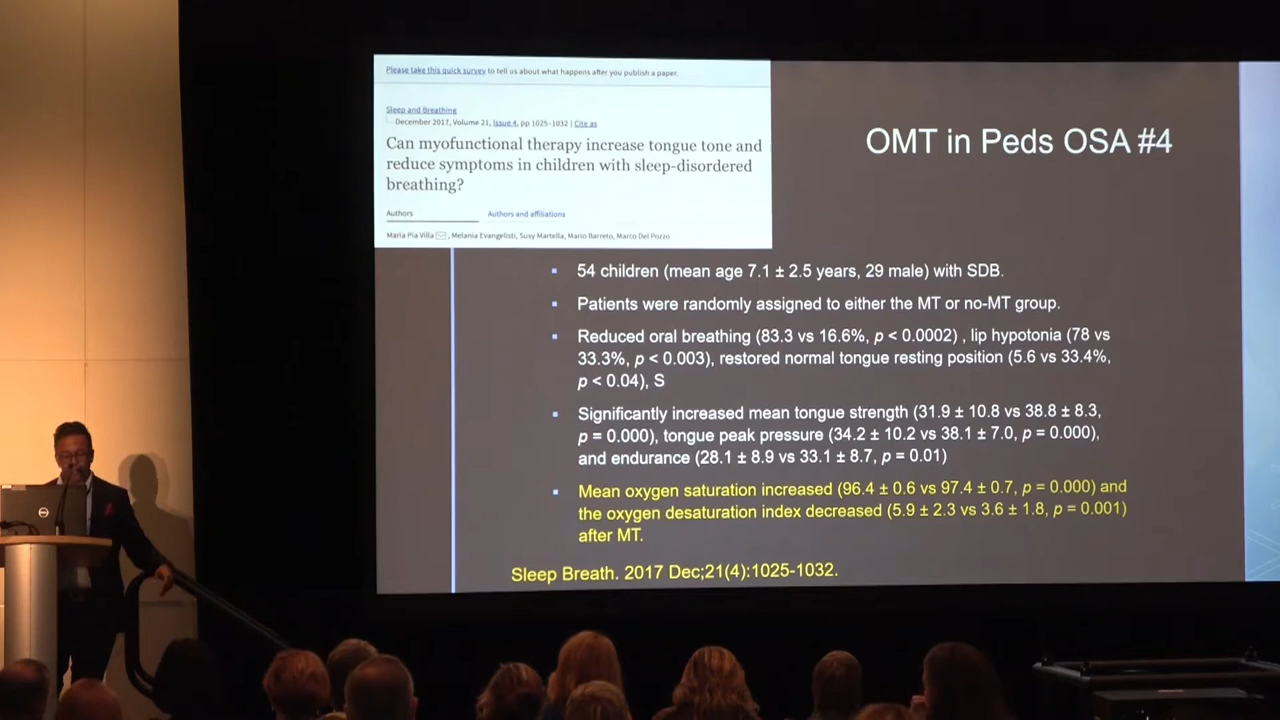 Please take this quick survey to tell us about what happens after you publish a paper.
Sleep and Breathing
December 2017, Volume 21, Issue 4, pp 1025–1032 | Cite as
Can myofunctional therapy increase tongue tone and
reduce symptoms in children with sleep-disordered
breathing?
Authors
Authors and affiliations
Maria Pia Villa, Melania Evangelisti, Susy Martella, Mario Barreto, Marco Del Pozzo
OMT in Peds OSA #4
▪ 54 children (mean age 7.1 ± 2.5 years, 29 male) with SDB.
▪ Patients were randomly assigned to either the MT or no-MT group.
▪ Reduced oral breathing (83.3 vs 16.6%, p < 0.0002) , lip hypotonia (78 vs
33.3%, p < 0.003), restored normal tongue resting position (5.6 vs 33.4%,
p < 0.04), S
▪ Significantly increased mean tongue strength (31.9 ± 10.8 vs 38.8 ± 8.3,
p = 0.000), tongue peak pressure (34.2 ± 10.2 vs 38.1 ± 7.0, p = 0.000),
and endurance (28.1 ± 8.9 vs 33.1 ± 8.7, p = 0.01)
▪ Mean oxygen saturation increased (96.4 ± 0.6 vs 97.4 ± 0.7, p = 0.000) and
the oxygen desaturation index decreased (5.9 ± 2.3 vs 3.6 ± 1.8, p = 0.001)
after MT.
Sleep Breath. 2017 Dec;21(4):1025-1032.
DELL